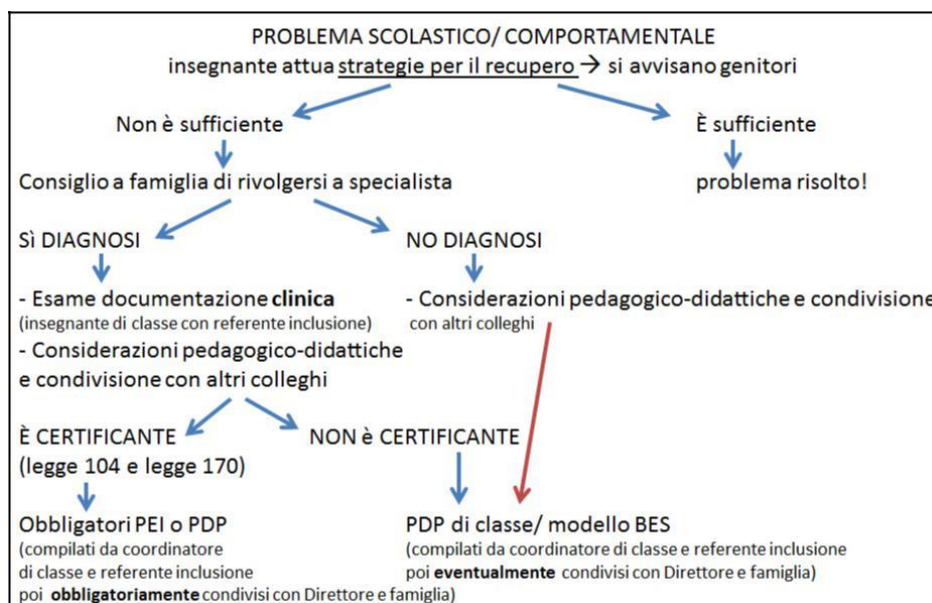 PROBLEMA SCOLASTICO/ COMPORTAMENTALE
insegnante attua strategie per il recupero → si avvisano genitori
Non è sufficiente
È sufficiente
Consiglio a famiglia di rivolgersi a specialista
problema risolto!
Sì DIAGNOSI
NO DIAGNOSI
- Esame documentazione clinica
(insegnante di classe con referente inclusione)
- Considerazioni pedagogico-didattiche
e condivisione con altri colleghi
- Considerazioni pedagogico-didattiche e condivisione
con altri colleghi
È CERTIFICANTE
(legge 104 e legge 170)
NON è CERTIFICANTE
Obbligatori PEI o PDP
(compilati da coordinatore
di classe e referente inclusione
poi obbligatoriamente condivisi con Direttore e famiglia)
PDP di classe/ modello BES
(compilati da coordinatore di classe e referente inclusione
poi eventualmente condivisi con Direttore e famiglia)